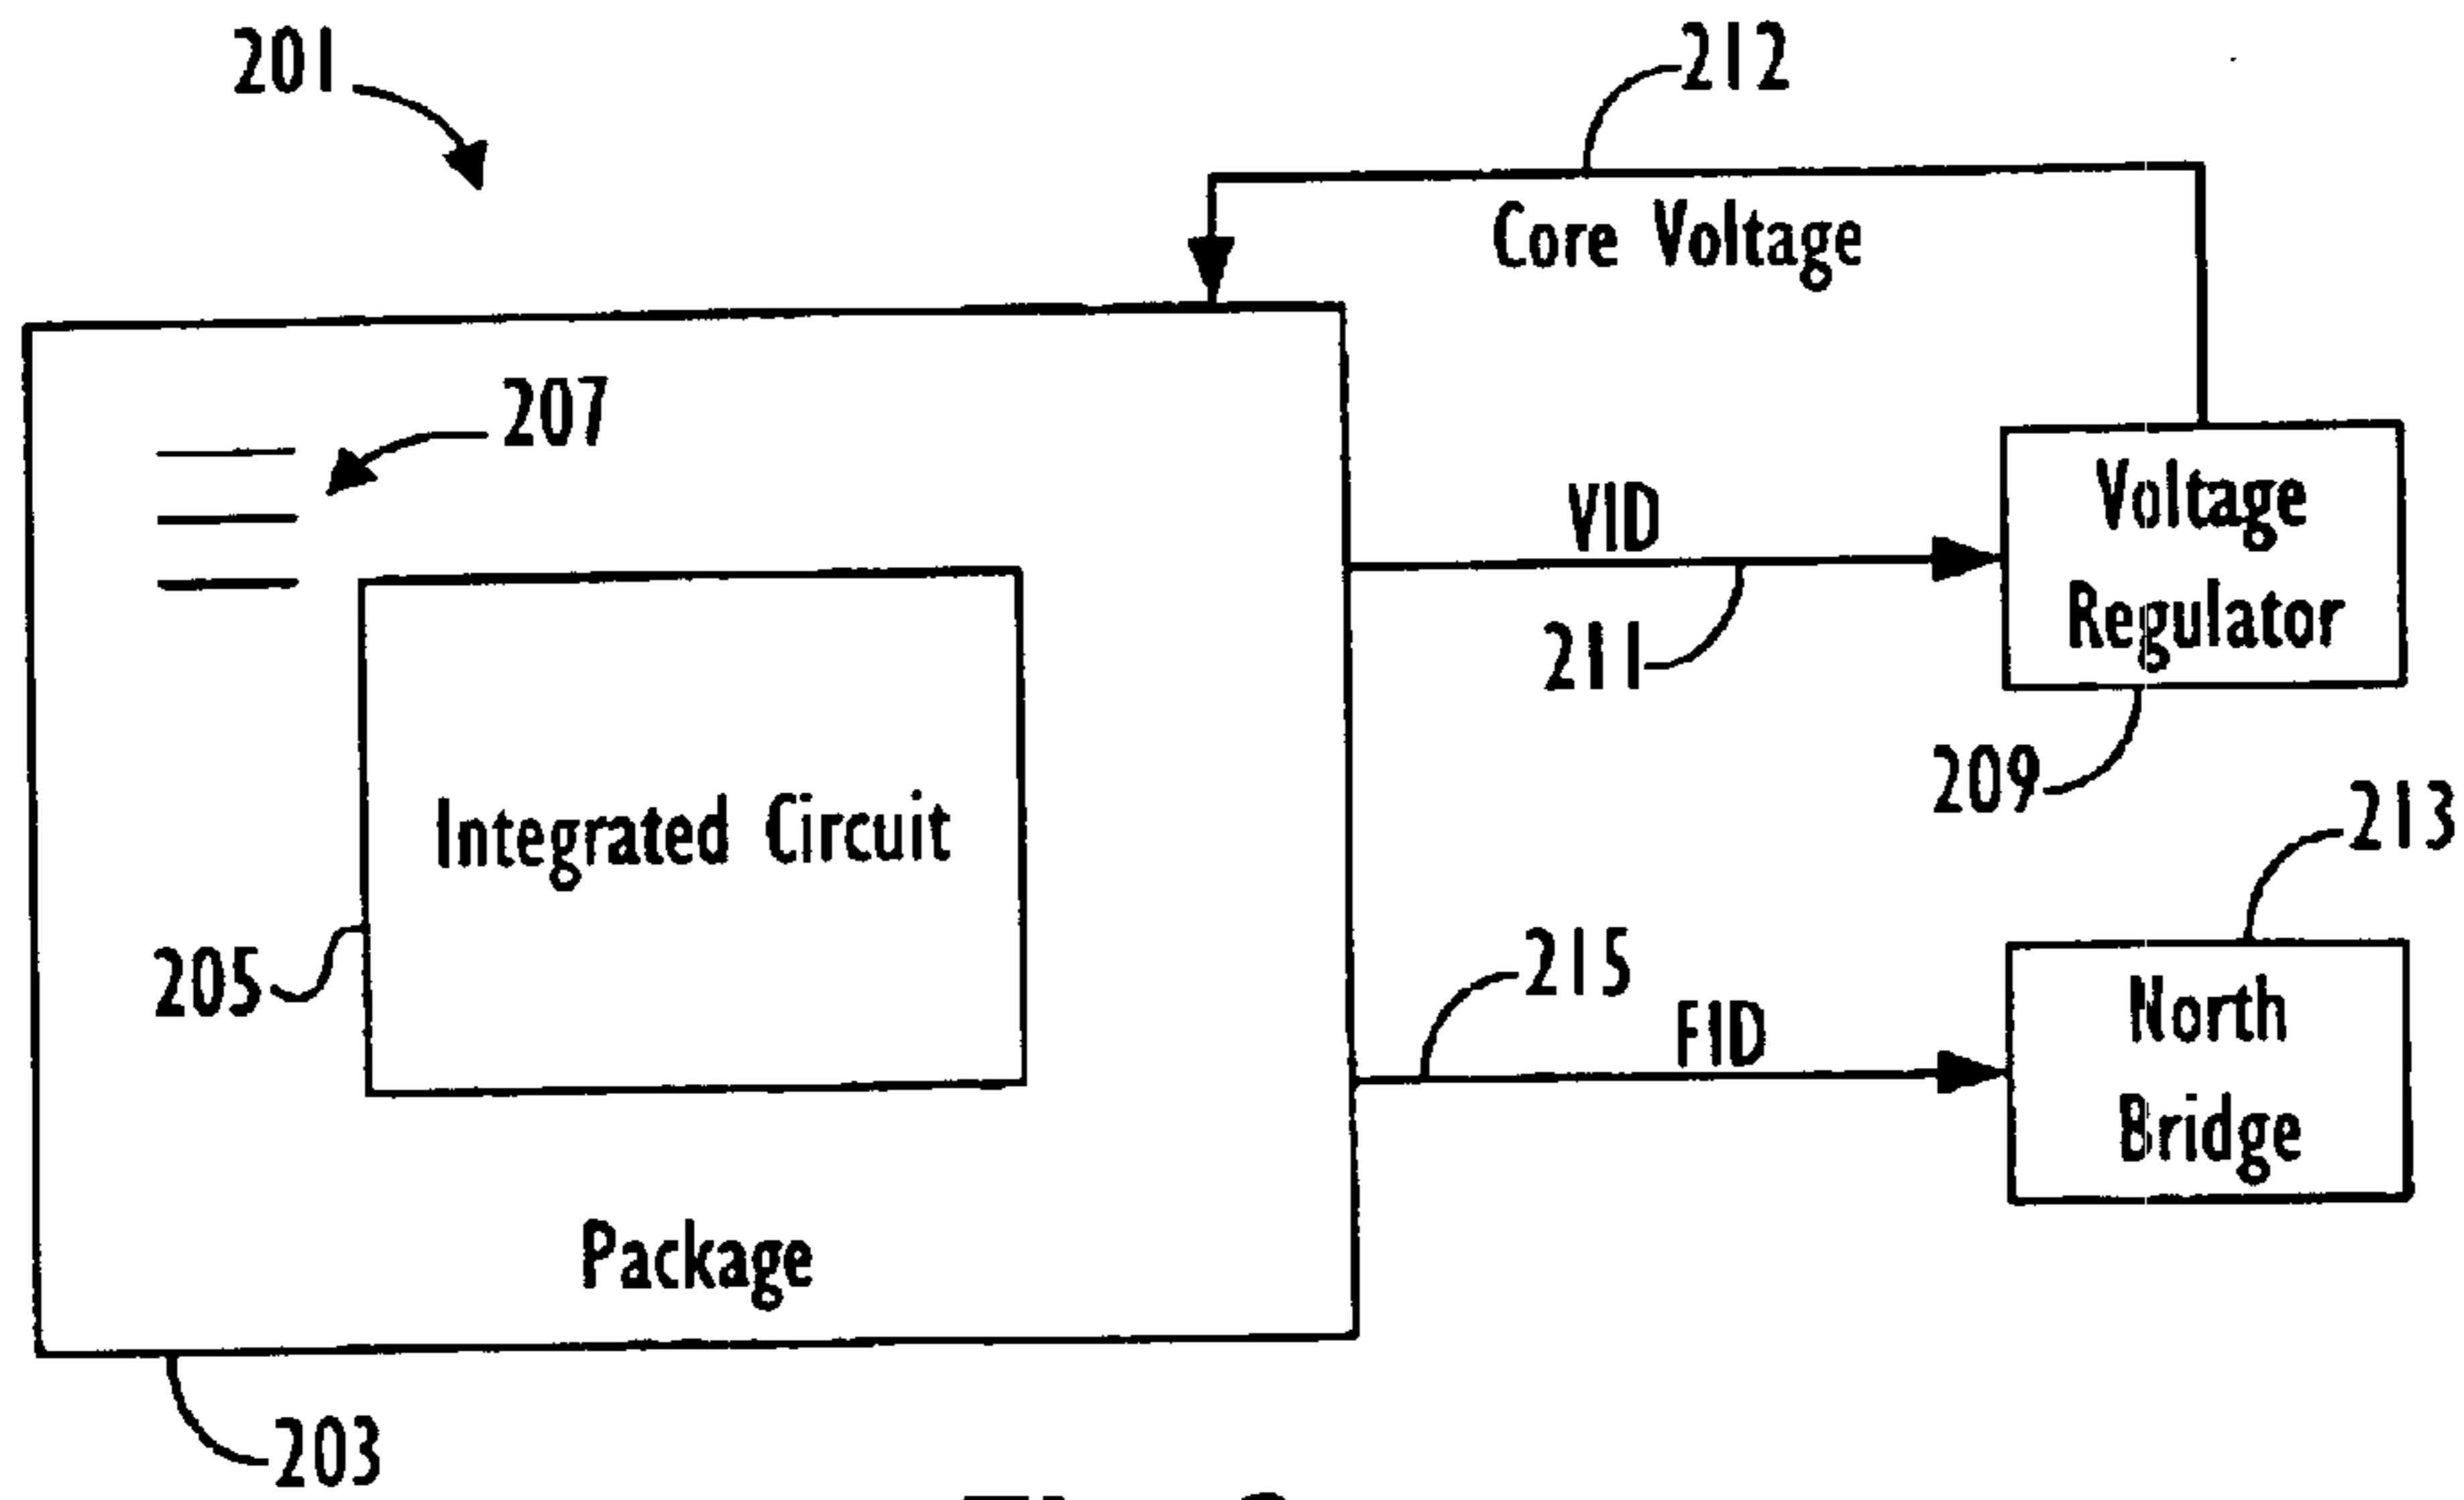 201
212
Core Voltage
207
VID
Voltage
Regulator
211
209
213
Integrated Circuit
205
215
FID
North
Bridge
Package
203